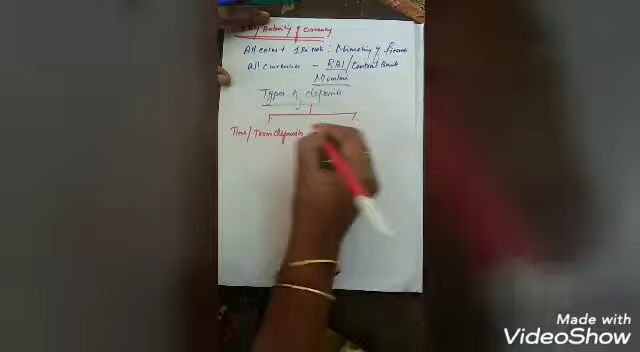 Authority of Currency
All coins + 1 Re note : Ministry of finance
All currencies - RBI/Central Bank
Mumbai
Types of deposits
Time/Term deposits
Made with
VideoShow